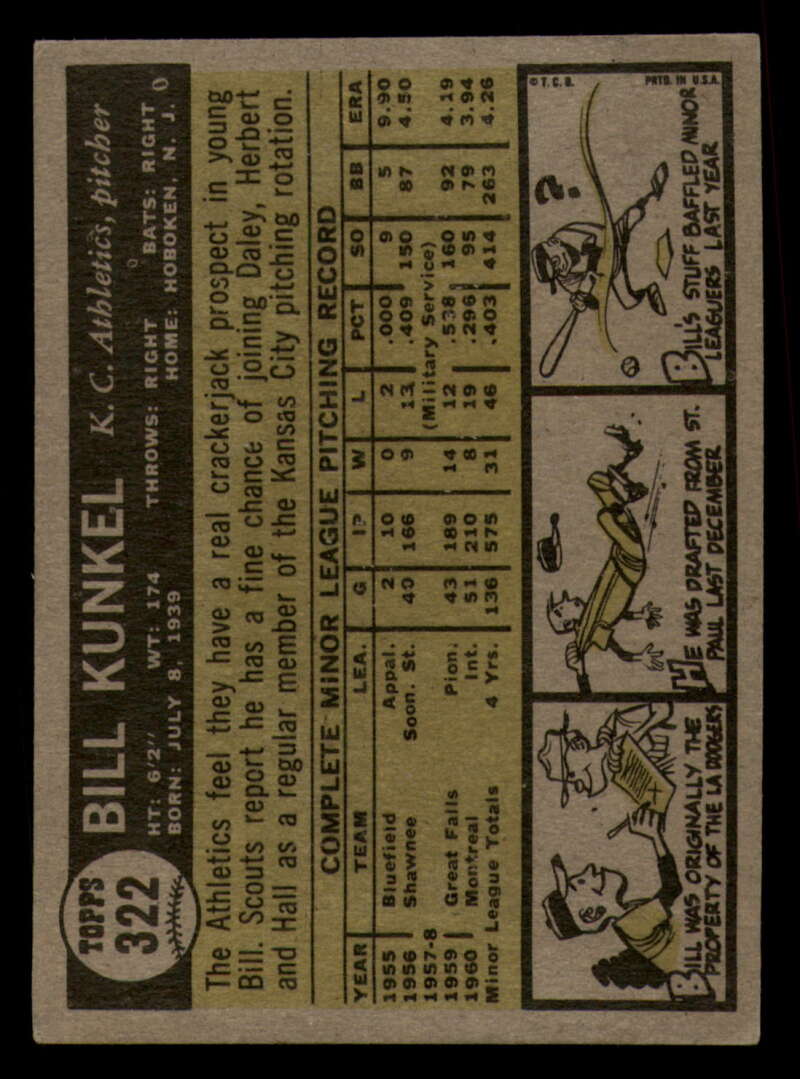 TOPPS
322
BILL KUNKEL K. C. Athletics, pitcher
HT: 6'2" WT: 174 THROWS: RIGHT BATS: RIGHT
BORN: JULY 8, 1939 HOME: HOBOKEN, N. J.
The Athletics feel they have a real crackerjack prospect in young
Bill. Scouts report he has a fine chance of joining Daley, Herbert
and Hall as a regular member of the Kansas City pitching rotation.
COMPLETE MINOR LEAGUE PITCHING RECORD
YEAR TEAM LEA. G IP W L PCT SO BB ERA
1955 Bluefield Appal. 2 10 0 2 .000 9 5 9.90
1956 Shawnee Soon. St. 40 166 9 13 .409 150 87 4.50
1957-8 (Military Service)
1959 Great Falls Pion. 43 189 14 12 .538 160 92 4.19
1960 Montreal Int. 51 210 8 19 .296 95 79 3.94
Minor League Totals 4 Yrs. 136 575 31 46 .403 414 263 4.26
BILL WAS ORIGINALLY THE
PROPERTY OF THE LA DODGERS
HE WAS DRAFTED FROM ST.
PAUL LAST DECEMBER
© T. C. G. PRTD. IN U.S.A.
?
BILL'S STUFF BAFFLED MINOR
LEAGUERS LAST YEAR